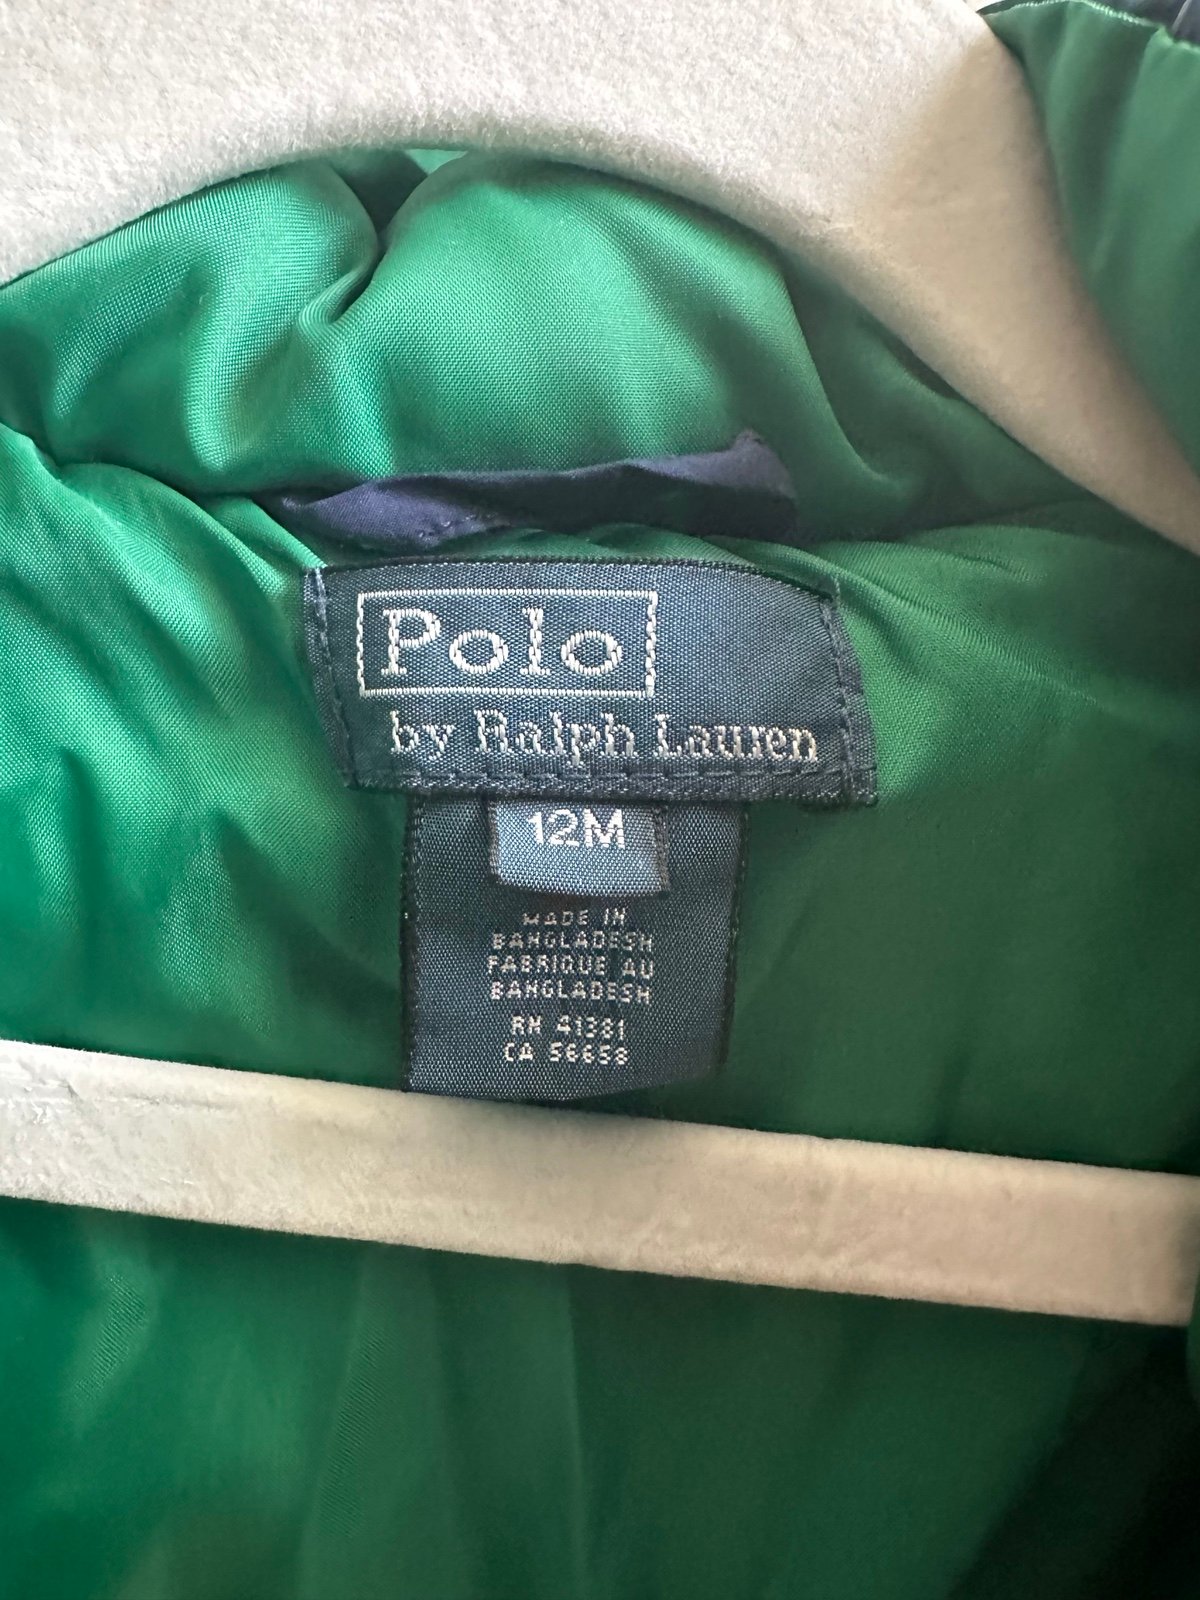 Polo
by Ralph Lauren
12M
MADE IN
BANGLADESH
FABRIQUE AU
BANGLADESH
RN 41381
CA 56658